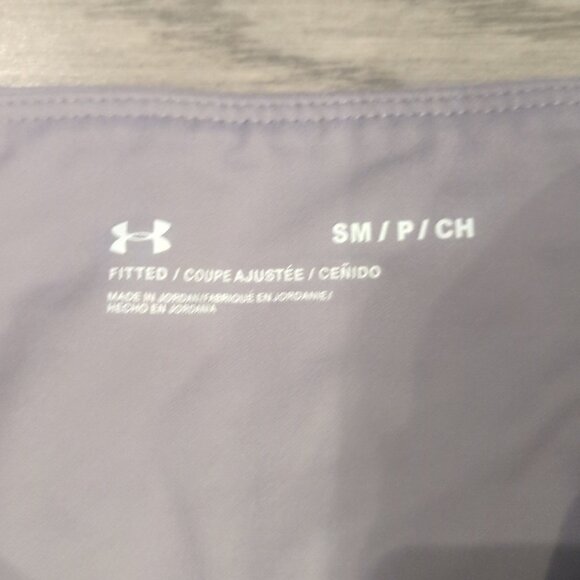 SM / P / CH
FITTED / COUPE AJUSTÉE / CEÑIDO
MADE IN JORDAN/FABRIQUÉ EN JORDANIE/
HECHO EN JORDANIA